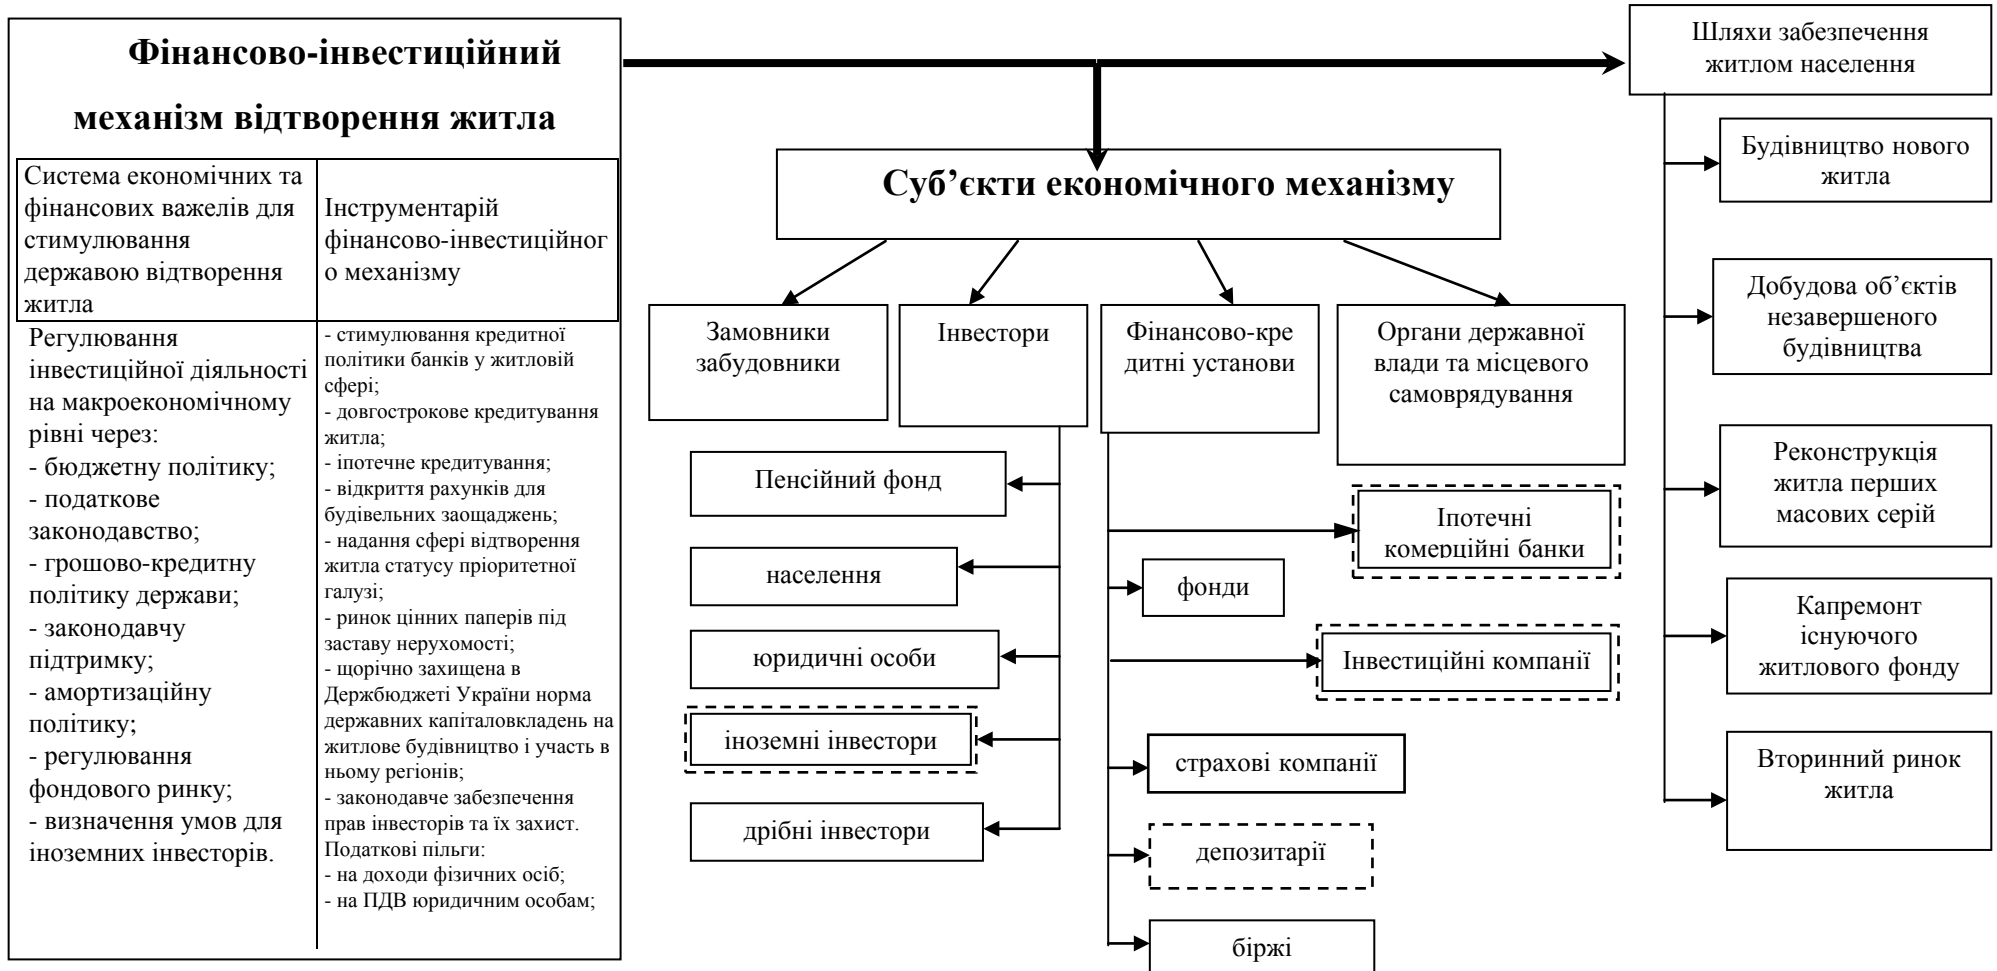 Фінансово-інвестиційний
механізм відтворення житла
Система економічних та
фінансових важелів для
стимулювання
державою відтворення
житла
Інструментарій
фінансово-інвестиційног
о механізму
Регулювання
інвестиційної діяльності
на макроекономічному
рівні через:
- бюджетну політику;
- податкове
законодавство;
- грошово-кредитну
політику держави;
- законодавчу
підтримку;
- амортизаційну
політику;
- регулювання
фондового ринку;
- визначення умов для
іноземних інвесторів.
- стимулювання кредитної
політики банків у житловій
сфері;
- довгострокове кредитування
житла;
- іпотечне кредитування;
- відкриття рахунків для
будівельних заощаджень;
- надання сфері відтворення
житла статусу пріоритетної
галузі;
- ринок цінних паперів під
заставу нерухомості;
- щорічно захищена в
Держбюджеті України норма
державних капіталовкладень на
житлове будівництво і участь в
ньому регіонів;
- законодавче забезпечення
прав інвесторів та їх захист.
Податкові пільги:
- на доходи фізичних осіб;
- на ПДВ юридичним особам;
Суб’єкти економічного механізму
Замовники
забудовники
Інвестори
Фінансово-кре
дитні установи
Органи державної
влади та місцевого
самоврядування
Пенсійний фонд
населення
юридичні особи
іноземні інвестори
дрібні інвестори
Іпотечні
комерційні банки
фонди
Інвестиційні компанії
страхові компанії
депозитарії
біржі
Шляхи забезпечення
житлом населення
Будівництво нового
житла
Добудова об’єктів
незавершеного
будівництва
Реконструкція
житла перших
масових серій
Капремонт
існуючого
житлового фонду
Вторинний ринок
житла